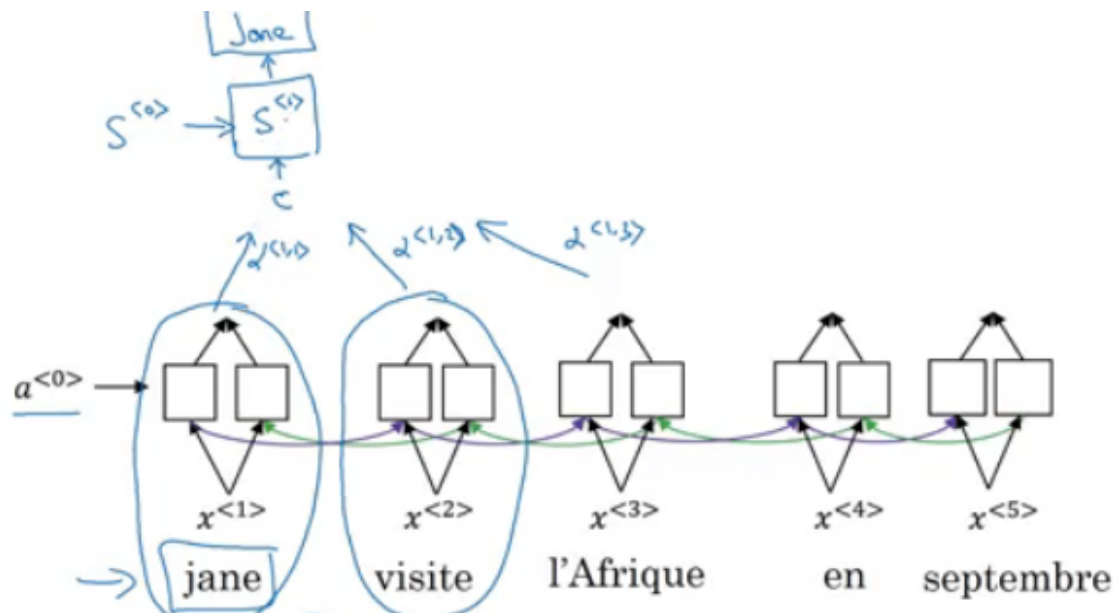 Jane
S<0> S<1>
c
α<1,1> α<1,2> α<1,3>
a<0>
x<1> x<2> x<3> x<4> x<5>
jane visite l'Afrique en septembre